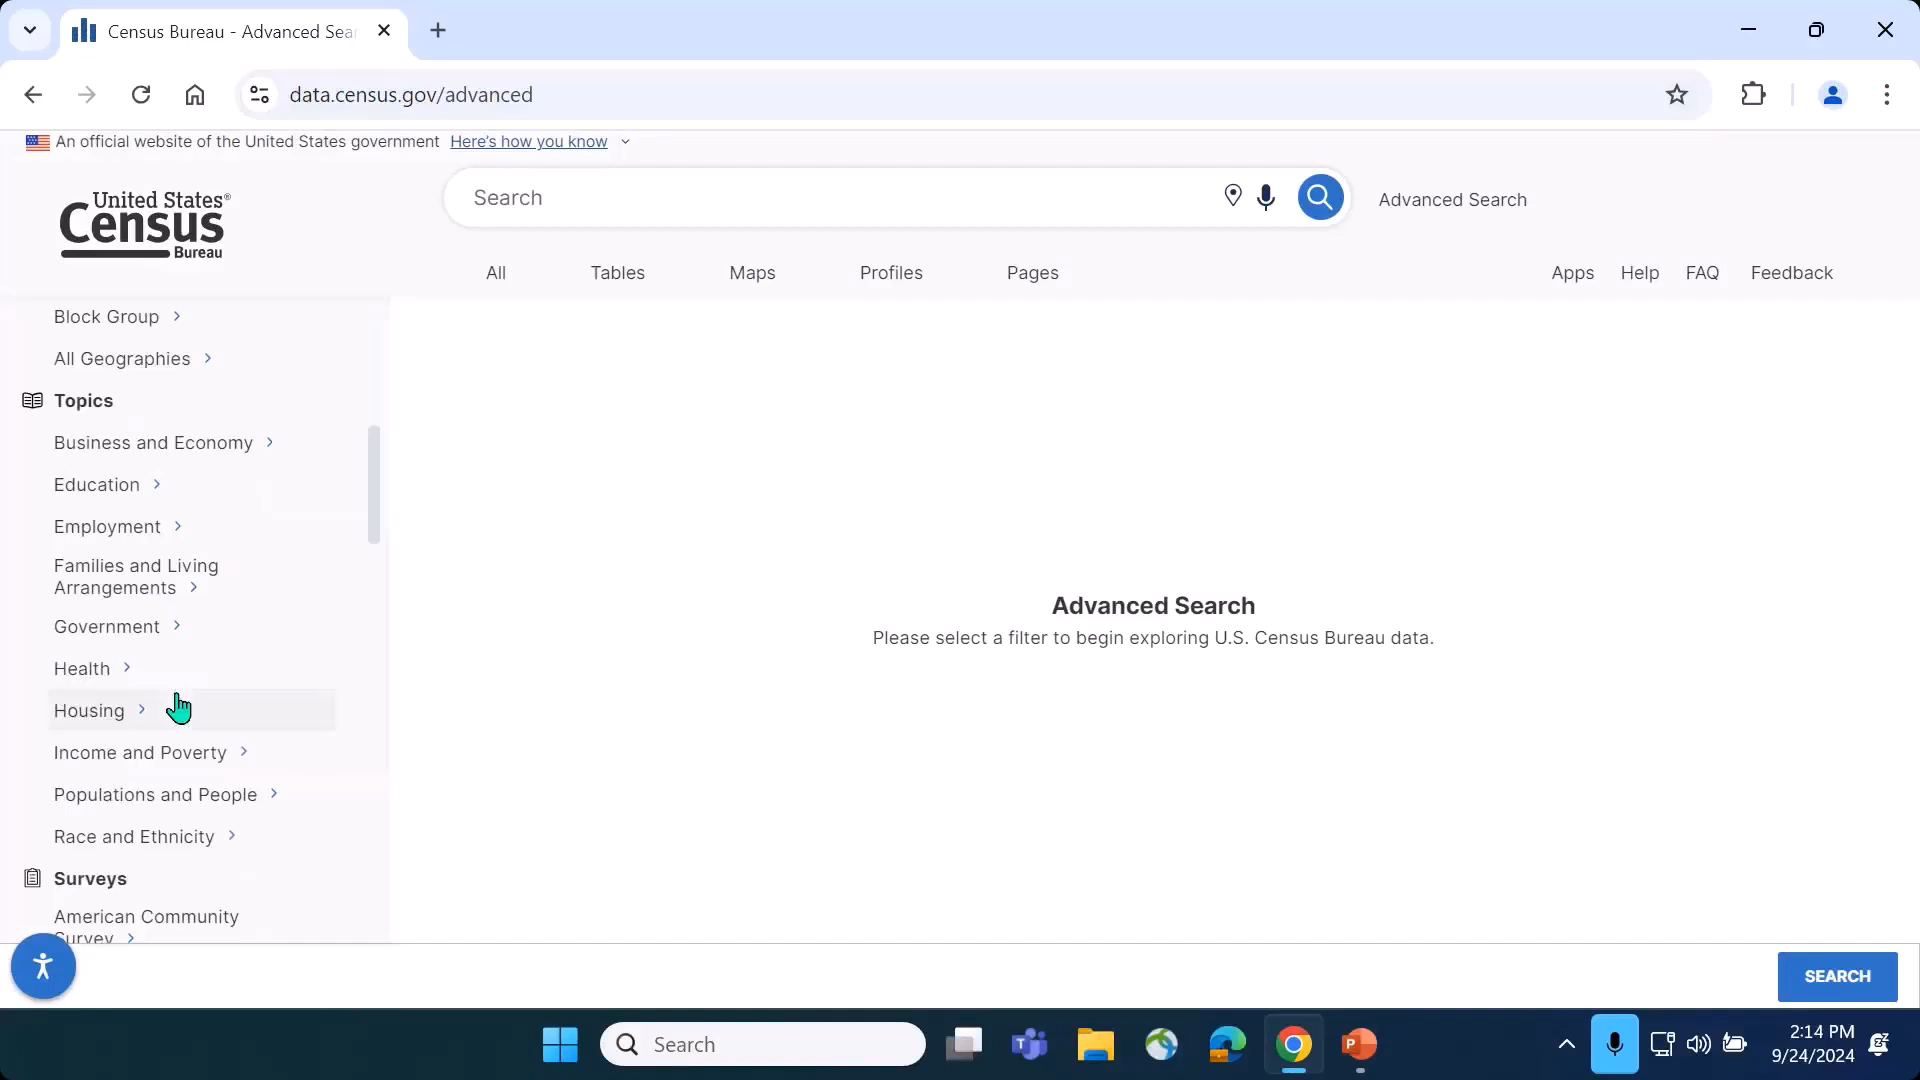 Census Bureau - Advanced Sear
data.census.gov/advanced
An official website of the United States government Here's how you know
United States®
Census
Bureau
Search
Advanced Search
All Tables Maps Profiles Pages Apps Help FAQ Feedback
Block Group
All Geographies
Topics
Business and Economy
Education
Employment
Families and Living
Arrangements
Government
Health
Housing
Income and Poverty
Populations and People
Race and Ethnicity
Surveys
American Community
Survey
Advanced Search
Please select a filter to begin exploring U.S. Census Bureau data.
SEARCH
Search
2:14 PM
9/24/2024